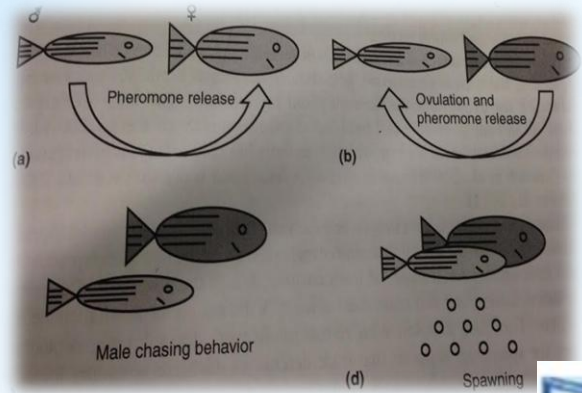 ♂ ♀
Pheromone release
(a)
Ovulation and
pheromone release
(b)
Male chasing behavior
(d)
Spawning